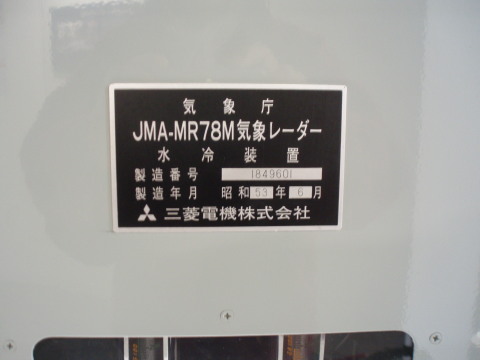 気象庁
JMA-MR78M気象レーダー
水冷装置
製造番号 1849601
製造年月 昭和53年6月
三菱電機株式会社